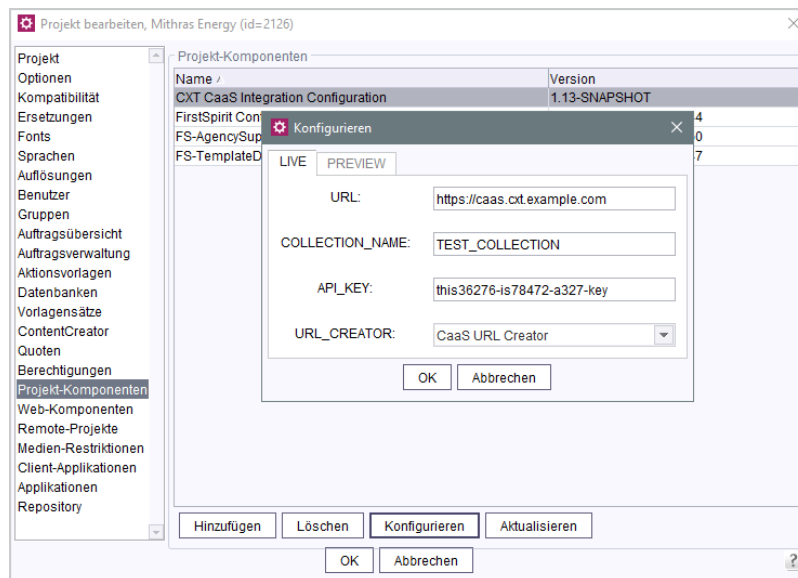 Projekt bearbeiten, Mithras Energy (id=2126)
Projekt
Optionen
Kompatibilität
Ersetzungen
Fonts
Sprachen
Auflösungen
Benutzer
Gruppen
Auftragsübersicht
Auftragsverwaltung
Aktionsvorlagen
Datenbanken
Vorlagensätze
ContentCreator
Quoten
Berechtigungen
Projekt-Komponenten
Web-Komponenten
Remote-Projekte
Medien-Restriktionen
Client-Applikationen
Applikationen
Repository
Projekt-Komponenten
Name Version
CXT CaaS Integration Configuration 1.13-SNAPSHOT
FirstSpirit Con 4
FS-AgencySup 0
FS-TemplateD 7
Konfigurieren
LIVE PREVIEW
URL: https://caas.cxt.example.com
COLLECTION_NAME: TEST_COLLECTION
API_KEY: this36276-is78472-a327-key
URL_CREATOR: CaaS URL Creator
OK Abbrechen
Hinzufügen Löschen Konfigurieren Aktualisieren
OK Abbrechen
?